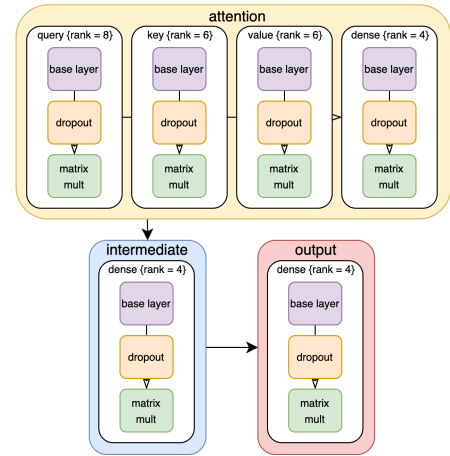 attention
query {rank = 8}
base layer
dropout
matrix
mult
key {rank = 6}
base layer
dropout
matrix
mult
value {rank = 6}
base layer
dropout
matrix
mult
dense {rank = 4}
base layer
dropout
matrix
mult
intermediate
dense {rank = 4}
base layer
dropout
matrix
mult
output
dense {rank = 4}
base layer
dropout
matrix
mult